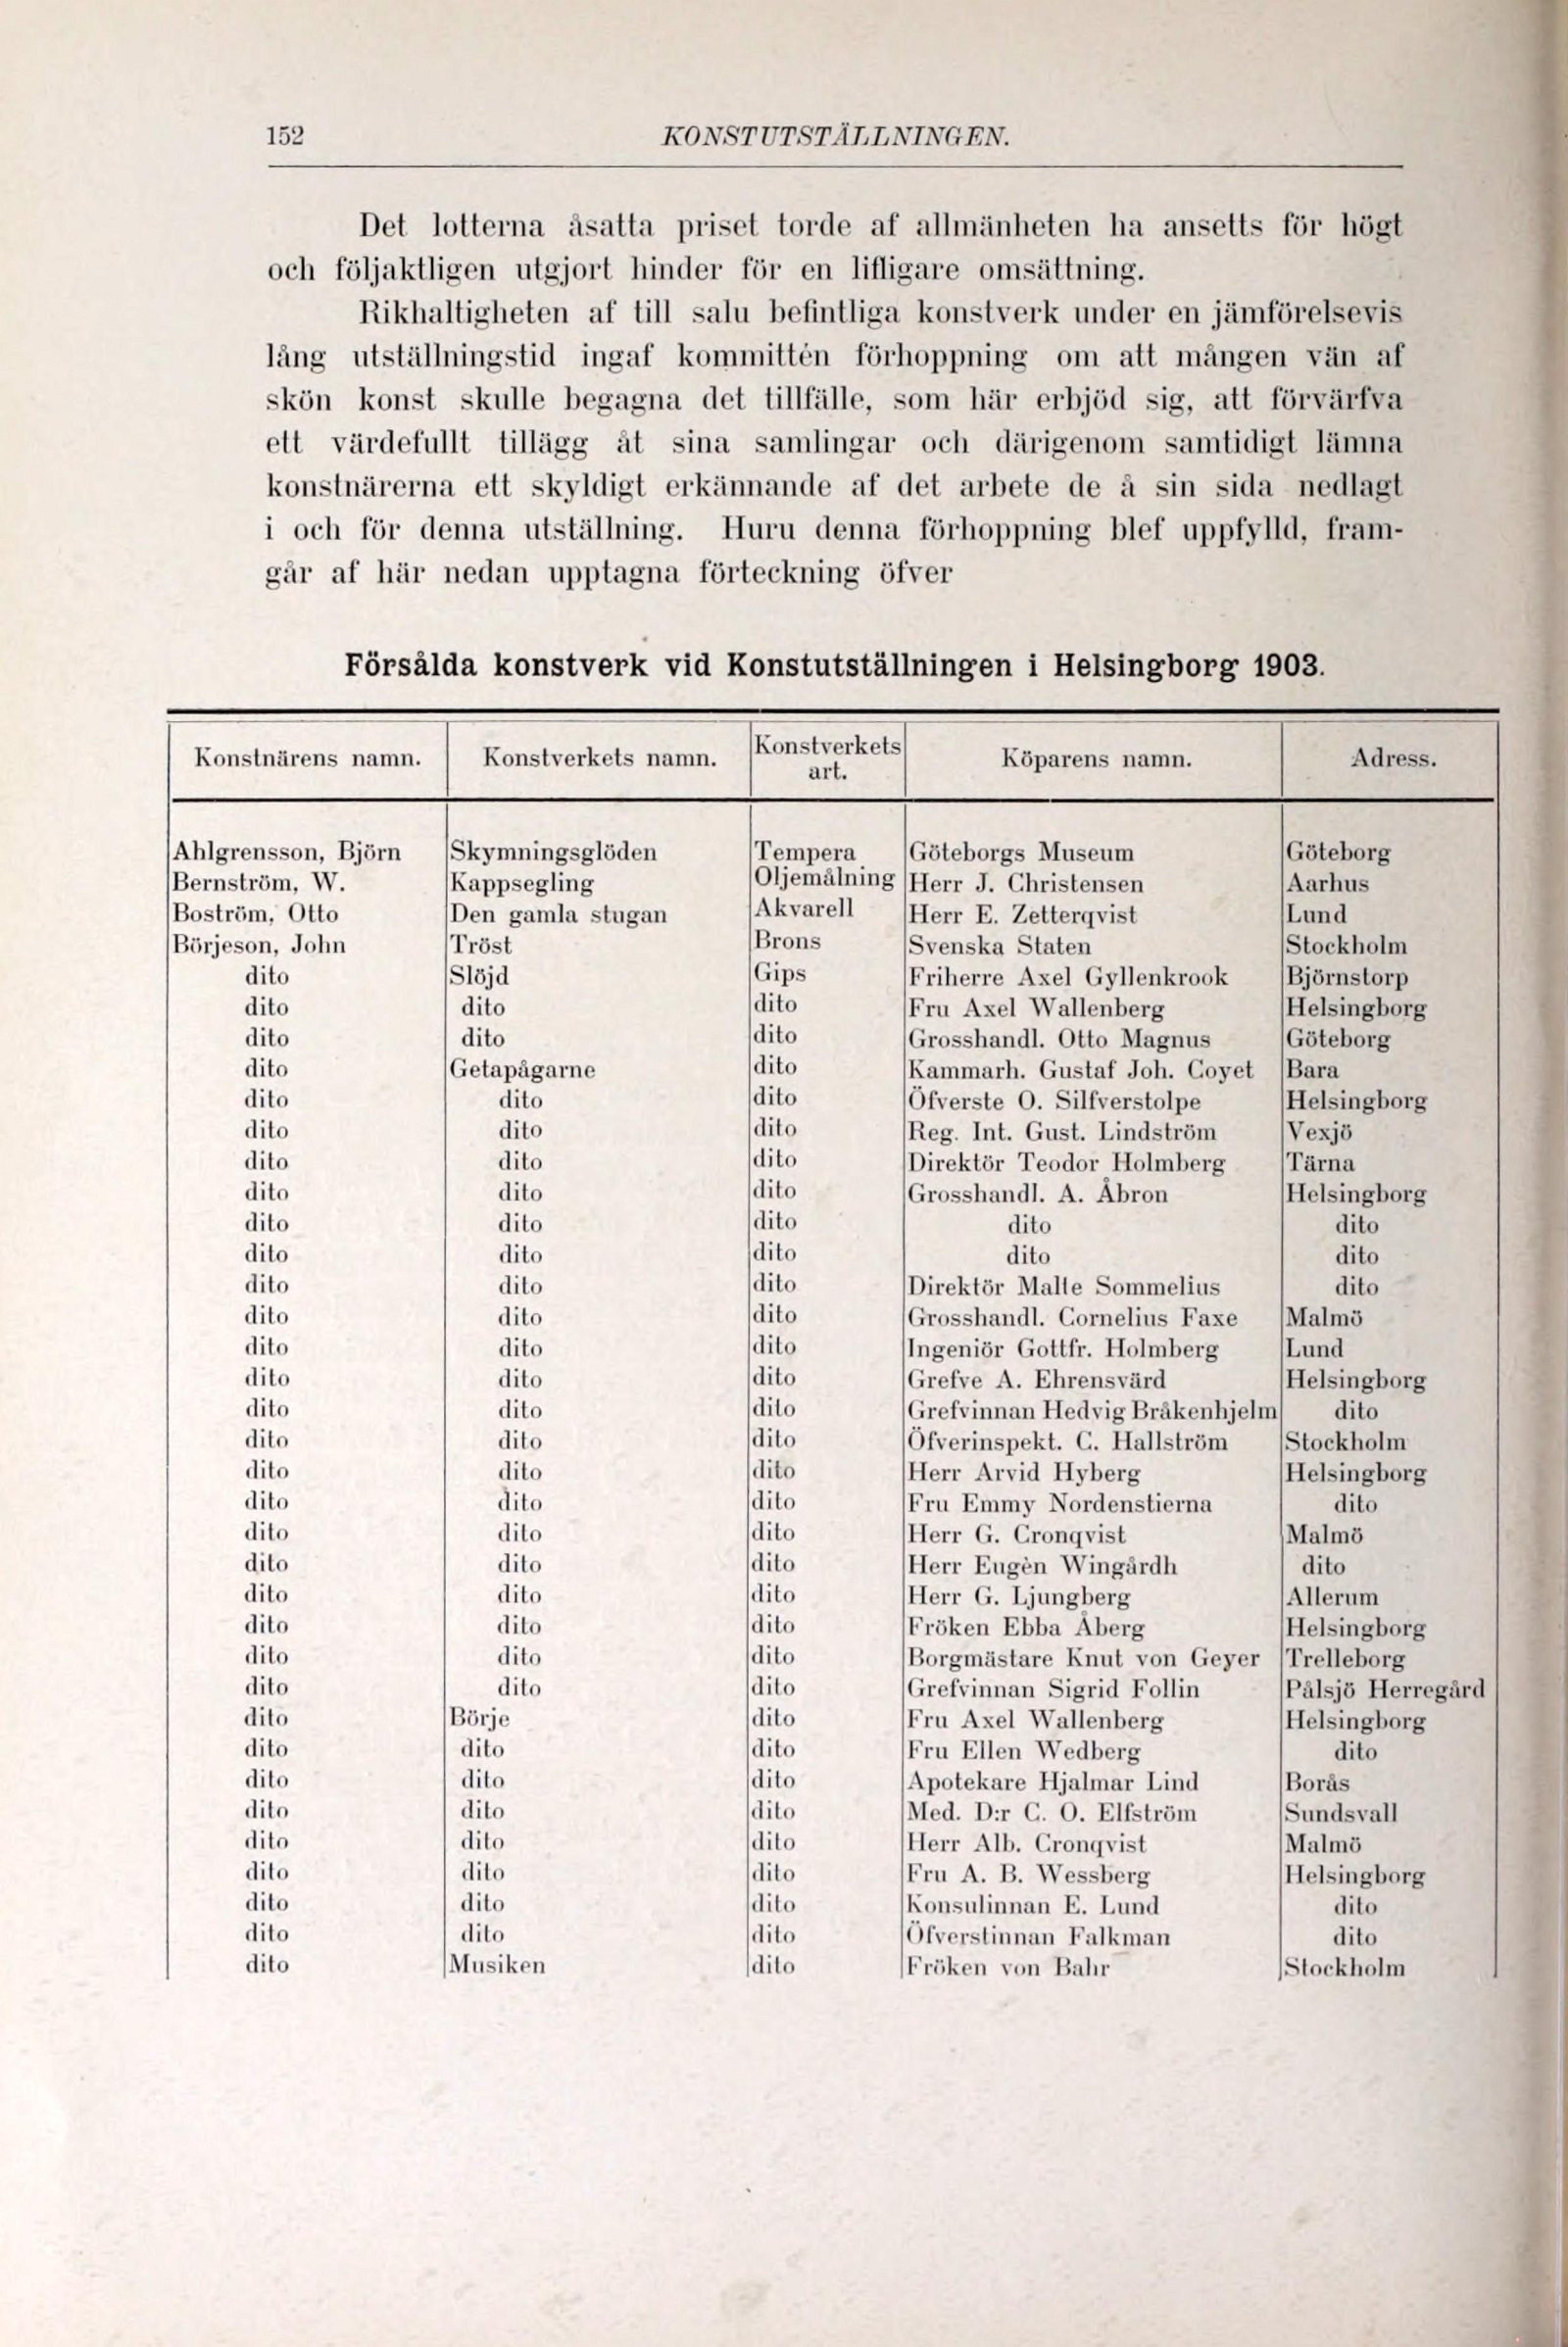 152
KONSTUTSTÄLLNINGEN.
Det lotterna åsatta priset torde af allmänheten ha ansetts för högt
och följaktligen utgjort hinder för en lifligare omsättning.
Rikhaltigheten af till salu befintliga konstverk under en jämförelsevis
lång utställningstid ingaf kommittén förhoppning om att mången vän af
skön konst skulle begagna det tillfälle, som här erbjöd sig, att förvärfva
ett värdefullt tillägg åt sina samlingar och därigenom samtidigt lämna
konstnärerna ett skyldigt erkännande af det arbete de å sin sida nedlagt
i och för denna utställning. Huru denna förhoppning blef uppfylld, fram-
går af här nedan upptagna förteckning öfver
Försålda konstverk vid Konstutställningen i Helsingborg 1903.
Konstnärens namn. Konstverkets namn. Konstverkets art. Köparens namn. Adress.
Ahlgrensson, Björn Skymningsglöden Tempera Göteborgs Museum Göteborg
Bernström, W. Kappsegling Oljemålning Herr J. Christensen Aarhus
Boström, Otto Den gamla stugan Akvarell Herr E. Zetterqvist Lund
Börjeson, John Tröst Brons Svenska Staten Stockholm
dito Slöjd Gips Friherre Axel Gyllenkrook Björnstorp
dito dito dito Fru Axel Wallenberg Helsingborg
dito dito dito Grosshandl. Otto Magnus Göteborg
dito Getapågarne dito Kammarh. Gustaf Joh. Coyet Bara
dito dito dito Öfverste O. Silfverstolpe Helsingborg
dito dito dito Reg. Int. Gust. Lindström Vexjö
dito dito dito Direktör Teodor Holmberg Tärna
dito dito dito Grosshandl. A. Åbron Helsingborg
dito dito dito dito dito
dito dito dito dito dito
dito dito dito Direktör Malte Sommelius dito
dito dito dito Grosshandl. Cornelius Faxe Malmö
dito dito dito Ingeniör Gottfr. Holmberg Lund
dito dito dito Grefve A. Ehrensvärd Helsingborg
dito dito dito Grefvinnan Hedvig Bråkenhjelm dito
dito dito dito Öfverinspekt. C. Hallström Stockholm
dito dito dito Herr Arvid Hyberg Helsingborg
dito dito dito Fru Emmy Nordenstierna dito
dito dito dito Herr G. Cronqvist Malmö
dito dito dito Herr Eugèn Wingårdh dito
dito dito dito Herr G. Ljungberg Allerum
dito dito dito Fröken Ebba Åberg Helsingborg
dito dito dito Borgmästare Knut von Geyer Trelleborg
dito dito dito Grefvinnan Sigrid Follin Pålsjö Herregård
dito Börje dito Fru Axel Wallenberg Helsingborg
dito dito dito Fru Ellen Wedberg dito
dito dito dito Apotekare Hjalmar Lind Borås
dito dito dito Med. D:r C. O. Elfström Sundsvall
dito dito dito Herr Alb. Cronqvist Malmö
dito dito dito Fru A. B. Wessberg Helsingborg
dito dito dito Konsulinnan E. Lund dito
dito dito dito Öfverstinnan Falkman dito
dito Musiken dito Fröken von Bahr Stockholm